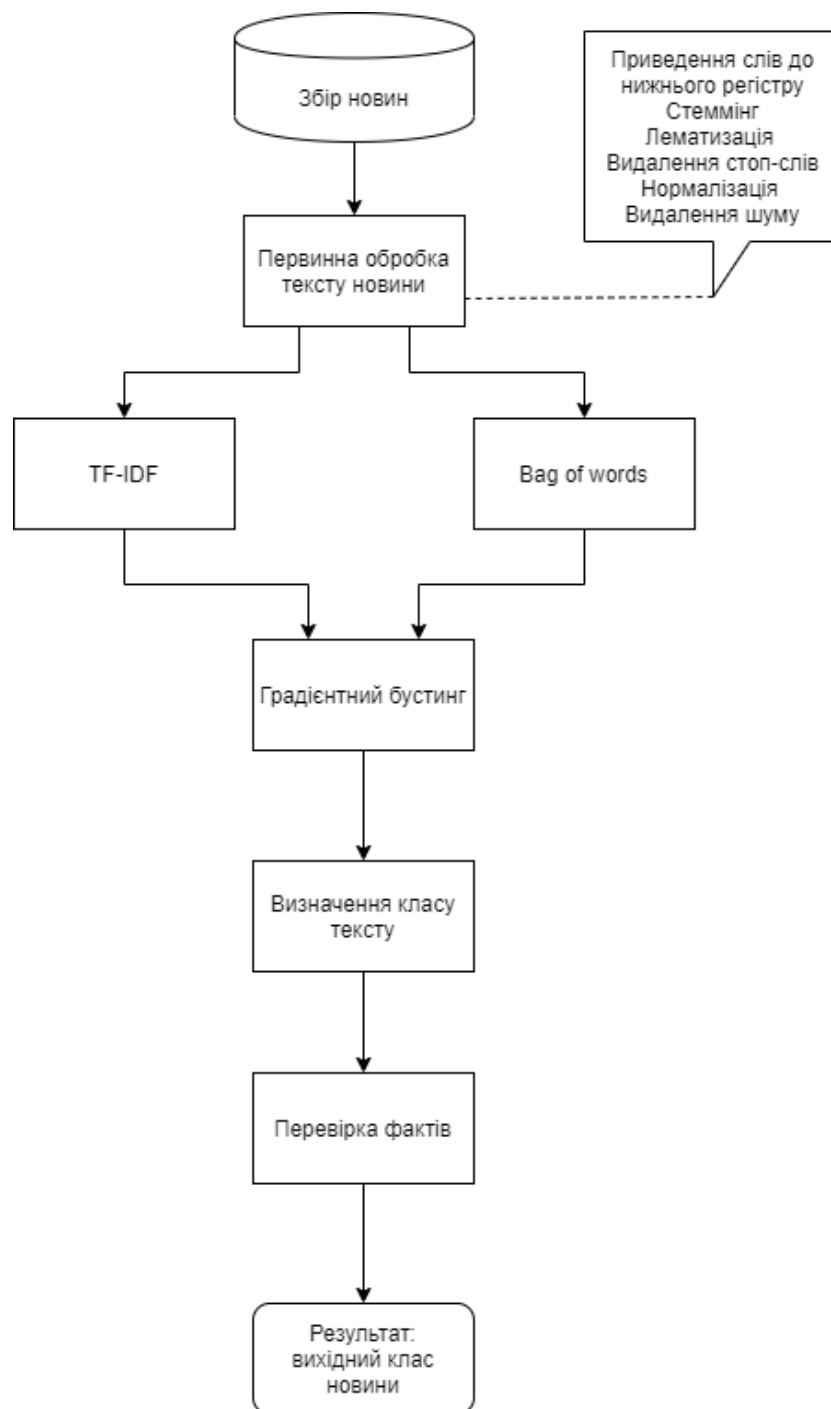 Збір новин
Приведення слів до
нижнього регістру
Стеммінг
Лематизація
Видалення стоп-слів
Нормалізація
Видалення шуму
Первинна обробка
тексту новини
TF-IDF
Bag of words
Градієнтний бустинг
Визначення класу
тексту
Перевірка фактів
Результат:
вихідний клас
новини